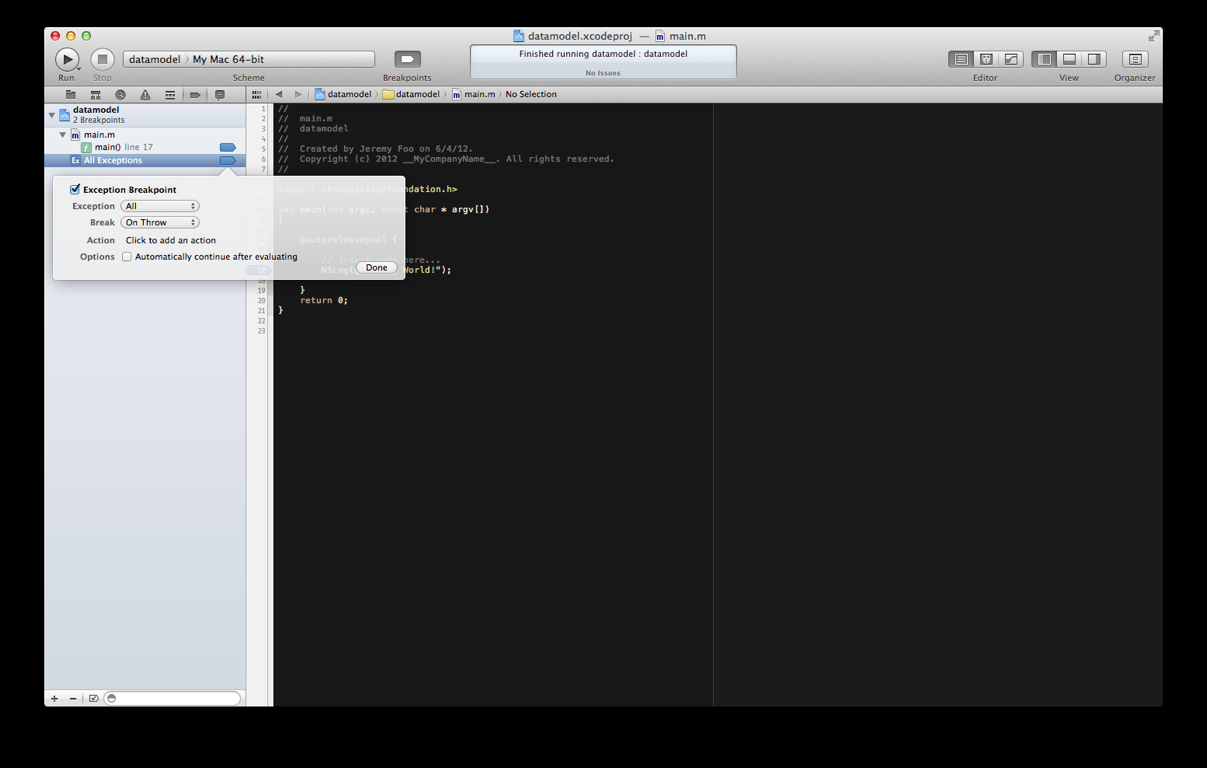 datamodel.xcodeproj — main.m
datamodel 〉 My Mac 64-bit
Finished running datamodel : datamodel
No Issues
Run
Stop
Scheme
Breakpoints
Editor
View
Organizer
datamodel 〉 datamodel 〉 main.m 〉 No Selection
datamodel
2 Breakpoints
main.m
main() line 17
Ex All Exceptions
Exception Breakpoint
Exception All
Break On Throw
Action Click to add an action
Options Automatically continue after evaluating
Done
1 //
2 //  main.m
3 //  datamodel
4 //
5 //  Created by Jeremy Foo on 6/4/12.
6 //  Copyright (c) 2012 __MyCompanyName__. All rights reserved.
7 //
#import <Foundation/Foundation.h>
int main(int argc, const char * argv[])
{
@autoreleasepool {
// insert code here...
17 NSLog( World!");
18
19 }
20 return 0;
21 }
22
23